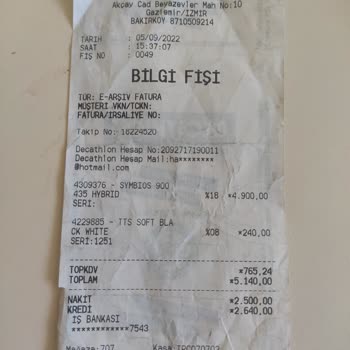 Akçay Cad Beyazevler Mah No:10
Gaziemir/İZMİR
BAKIRKÖY 8710509214
TARİH : 05/09/2022
SAAT : 15:37:07
FİŞ NO : 0049
BİLGİ FİŞİ
TÜR: E-ARŞİV FATURA
MÜŞTERİ VKN/TCKN:
FATURA/İRSALİYE NO:
Takip No: 18224520
Decathlon Hesap No:2092717190011
Decathlon Hesap Mail:ha********
@hotmail.com
4309376 - SYMBIOS 900
435 HYBRID %18 *4.900,00
SERI:
4229885 - TTS SOFT BLA
CK WHITE %08 *240,00
SERI:1251
TOPKDV *765,24
TOPLAM *5.140,00
NAKİT *2.500,00
KREDİ *2.640,00
İŞ BANKASI
************7543
Mağaza-707